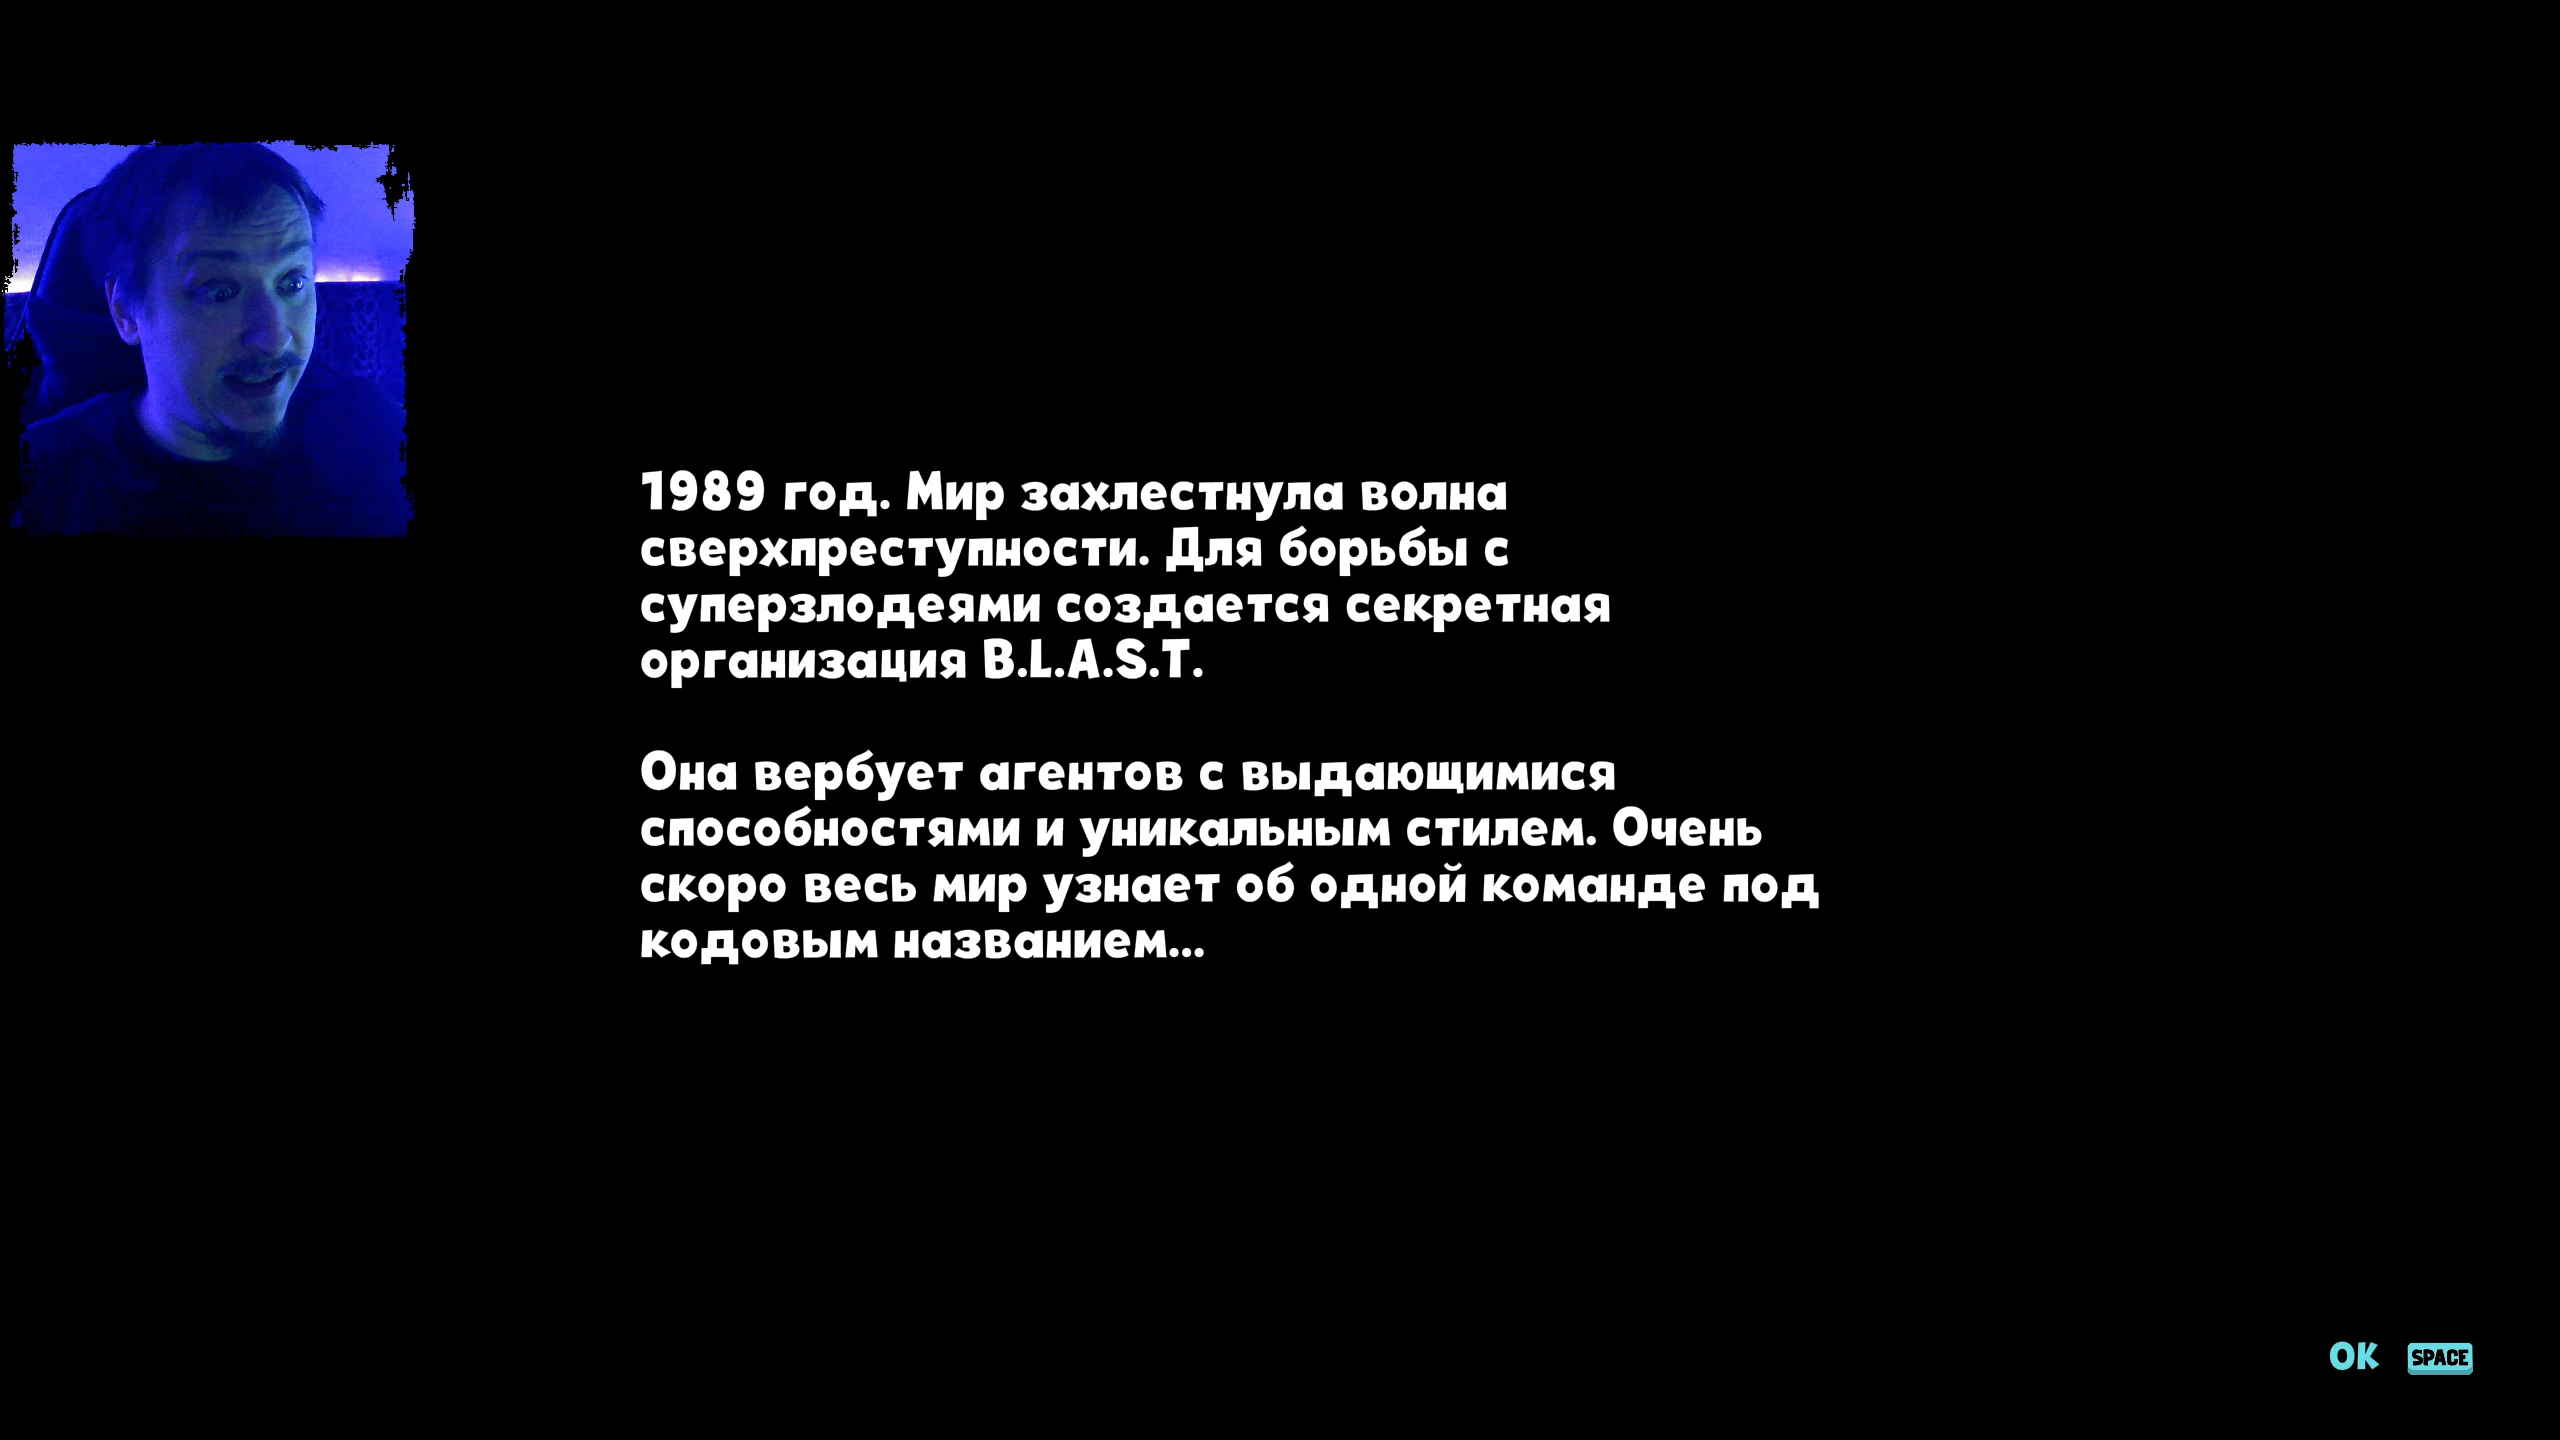 1989 год. Мир захлестнула волна
сверхпреступности. Для борьбы с
суперзлодеями создается секретная
организация B.L.A.S.T.
Она вербует агентов с выдающимися
способностями и уникальным стилем. Очень
скоро весь мир узнает об одной команде под
кодовым названием...
OK SPACE